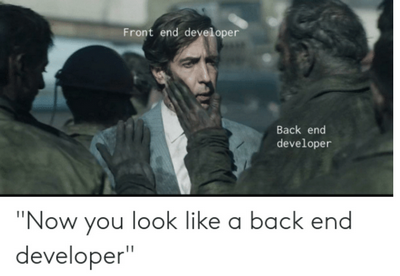 Front end developer
Back end
developer
"Now you look like a back end
developer"